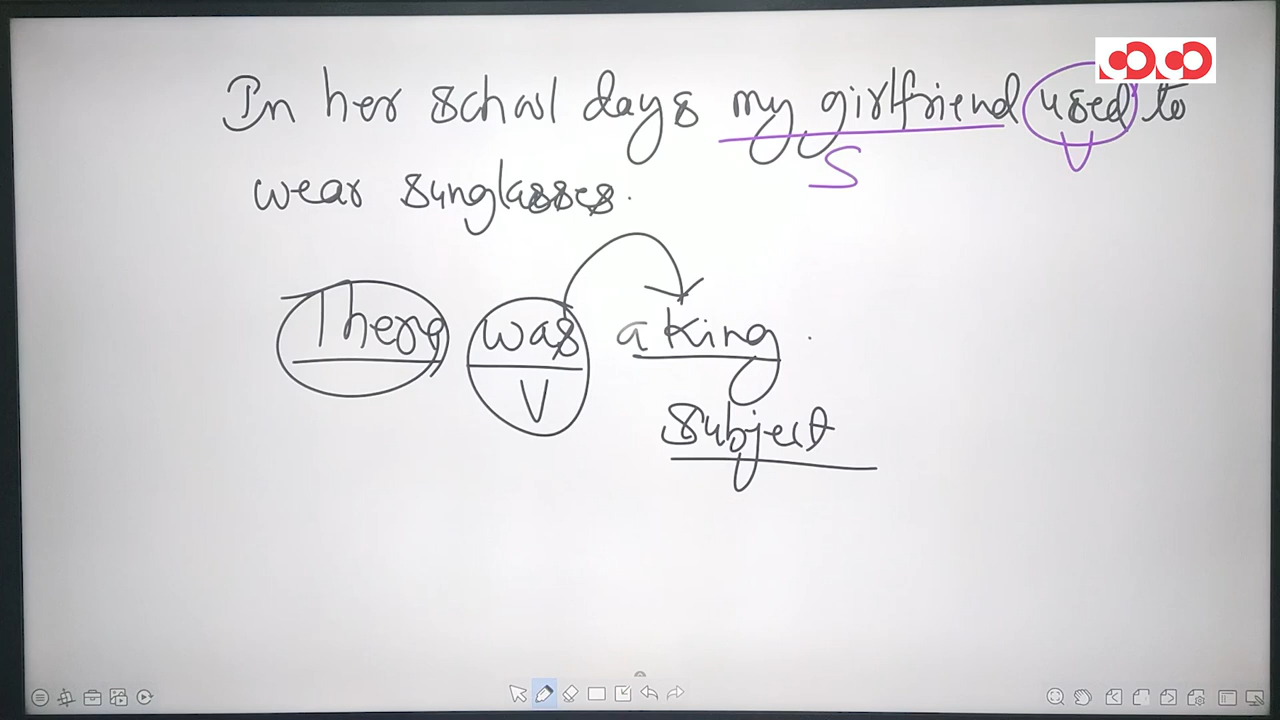 In her school days my girlfriend used to
S V
wear sunglasses.
There was a King.
V
Subject